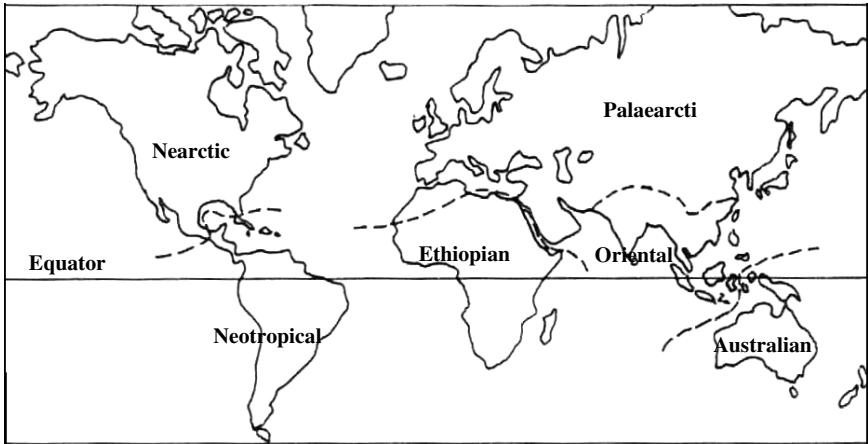 Palaearcti
Nearctic
Ethiopian
Oriental
Equator
Neotropical
Australian